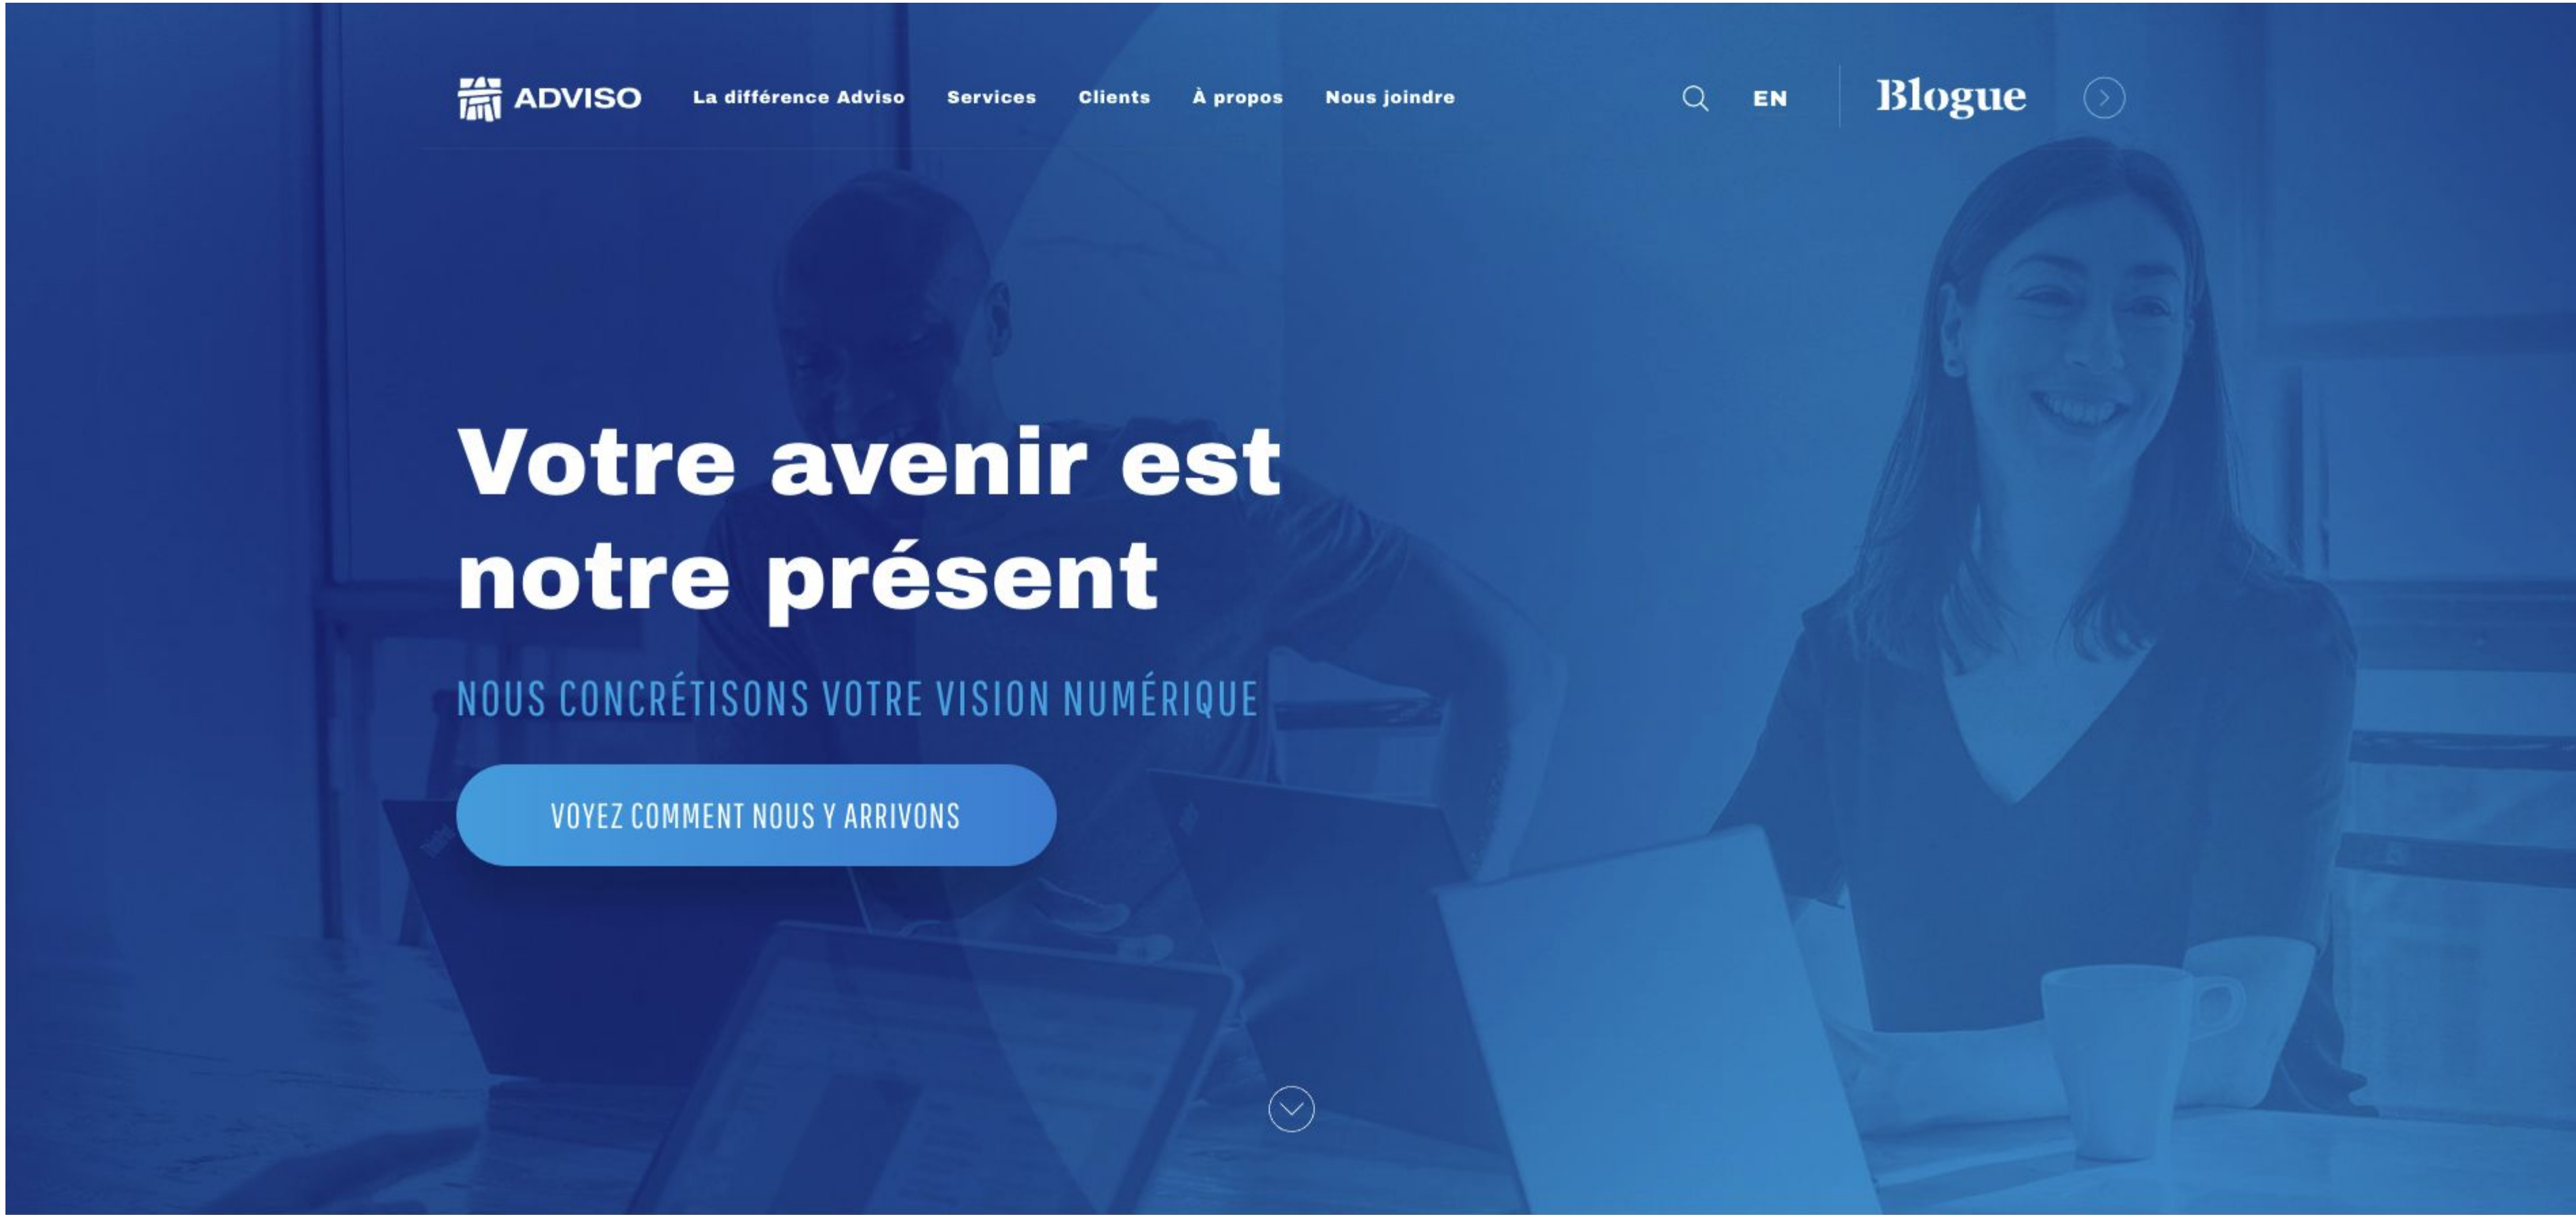 ADVISO
La différence Adviso
Services
Clients
À propos
Nous joindre
EN
Blogue
Votre avenir est
notre présent
NOUS CONCRÉTISONS VOTRE VISION NUMÉRIQUE
VOYEZ COMMENT NOUS Y ARRIVONS